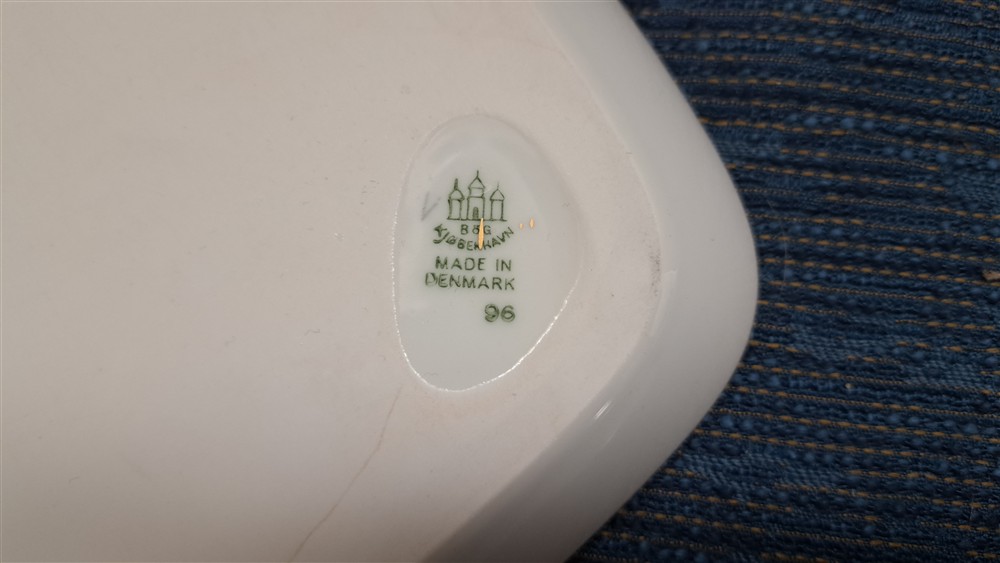 B&G
KJØBENHAVN
MADE IN
DENMARK
96